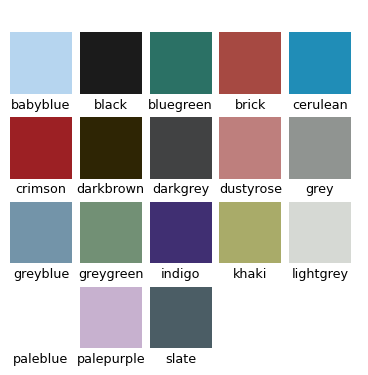 babyblue black bluegreen brick cerulean
crimson darkbrown darkgrey dustyrose grey
greyblue greygreen indigo khaki lightgrey
paleblue palepurple slate